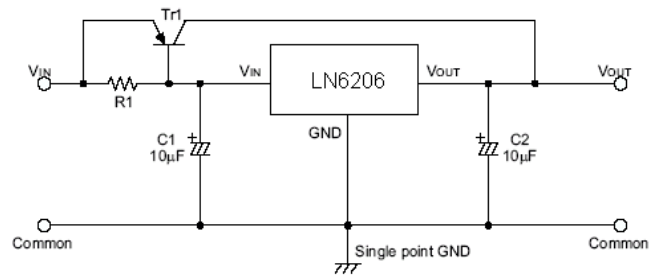 Tr1
VIN
R1
VIN
LN6206
VOUT
VOUT
GND
C1
10μF
C2
10μF
Common
Single point GND
Common